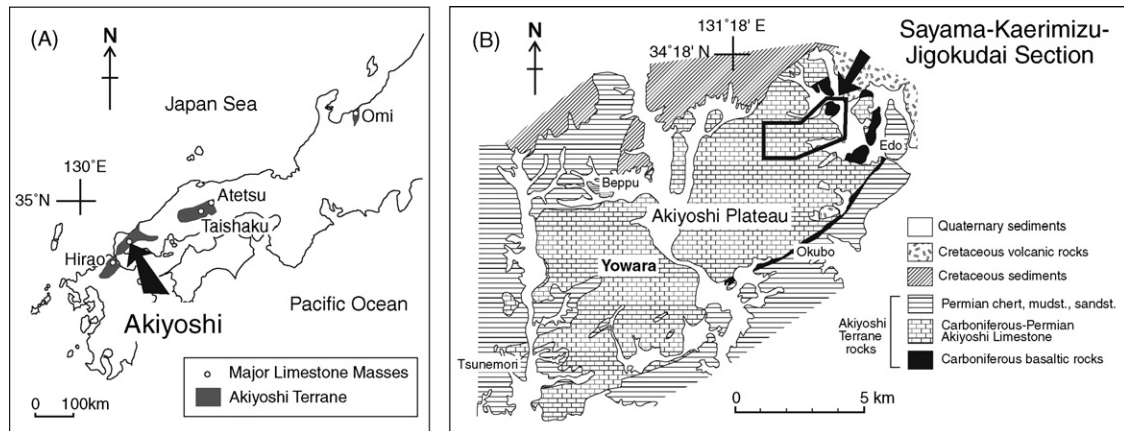 (A)
N
Japan Sea
Omi
130°E
35°N
Atetsu
Taishaku
Hirao
Pacific Ocean
Akiyoshi
Major Limestone Masses
Akiyoshi Terrane
0 100km
(B)
N
131°18' E
34°18' N
Sayama-Kaerimizu-
Jigokudai Section
Edo
Beppu
Akiyoshi Plateau
Okubo
Yowara
Tsunemori
Quaternary sediments
Cretaceous volcanic rocks
Cretaceous sediments
Permian chert, mudst., sandst.
Akiyoshi
Terrane
rocks
Carboniferous-Permian
Akiyoshi Limestone
Carboniferous basaltic rocks
0 5 km